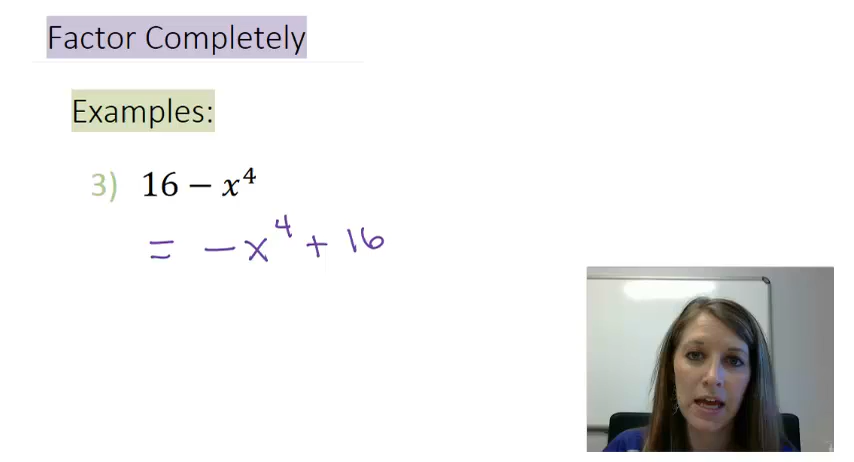 Factor Completely
Examples:
3) 16 − x⁴
= −x⁴ + 16